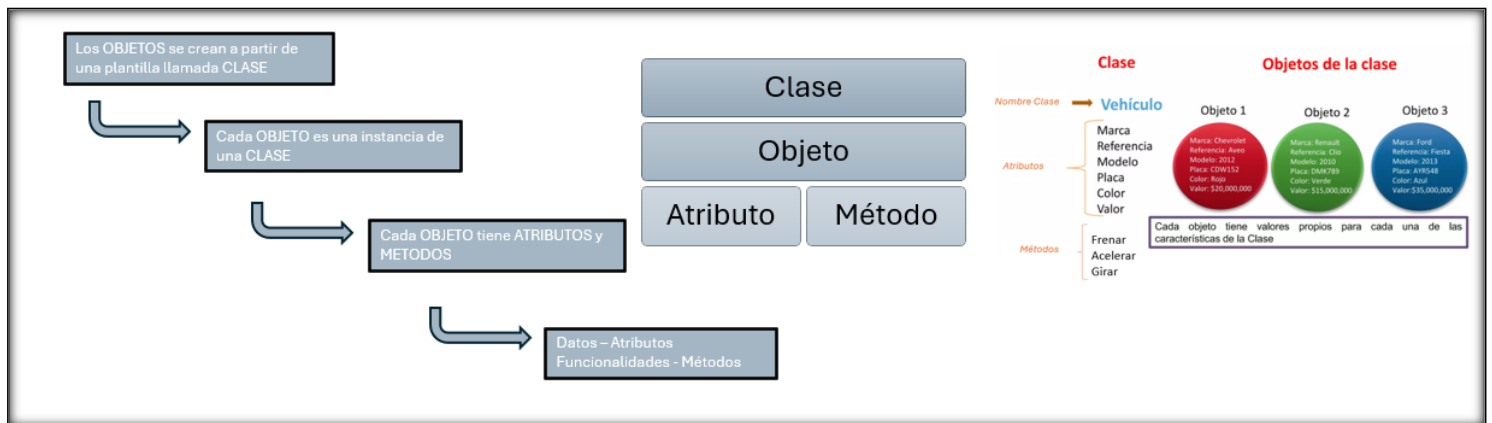 Los OBJETOS se crean a partir de
una plantilla llamada CLASE
Cada OBJETO es una instancia de
una CLASE
Cada OBJETO tiene ATRIBUTOS y
METODOS
Datos – Atributos
Funcionalidades - Métodos
Clase
Objeto
Atributo
Método
Clase
Nombre Clase
Vehículo
Atributos
Marca
Referencia
Modelo
Placa
Color
Valor
Métodos
Frenar
Acelerar
Girar
Objetos de la clase
Objeto 1
Marca: Chevrolet
Referencia: Aveo
Modelo: 2012
Placa: CDW152
Color: Rojo
Valor: $20,000,000
Objeto 2
Marca: Renault
Referencia: Clio
Modelo: 2010
Placa: DMK789
Color: Verde
Valor: $15,000,000
Objeto 3
Marca: Ford
Referencia: Fiesta
Modelo: 2013
Placa: AYR548
Color: Azul
Valor:$35,000,000
Cada objeto tiene valores propios para cada una de las
características de la Clase